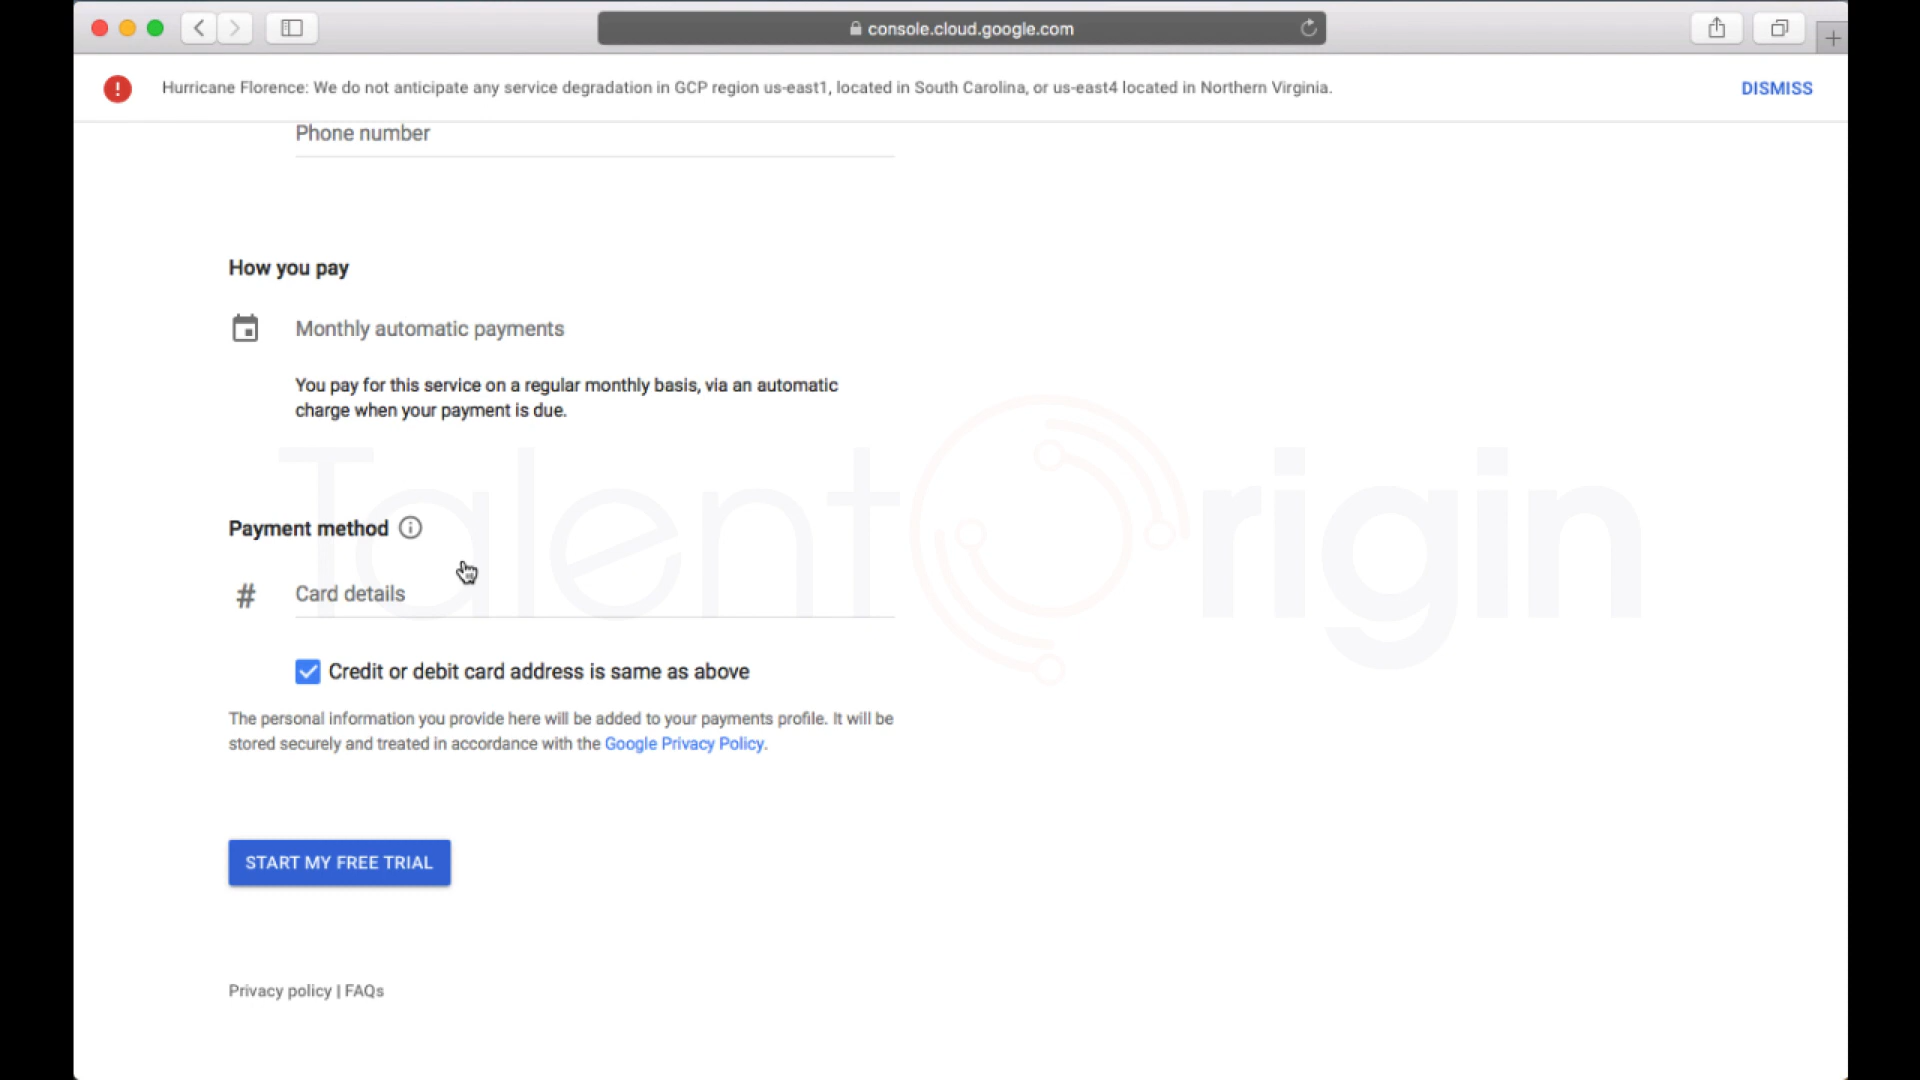 console.cloud.google.com
Hurricane Florence: We do not anticipate any service degradation in GCP region us-east1, located in South Carolina, or us-east4 located in Northern Virginia.
DISMISS
Phone number
How you pay
Monthly automatic payments
You pay for this service on a regular monthly basis, via an automatic
charge when your payment is due.
Talent Origin
Payment method
# Card details
Credit or debit card address is same as above
The personal information you provide here will be added to your payments profile. It will be
stored securely and treated in accordance with the Google Privacy Policy.
START MY FREE TRIAL
Privacy policy | FAQs